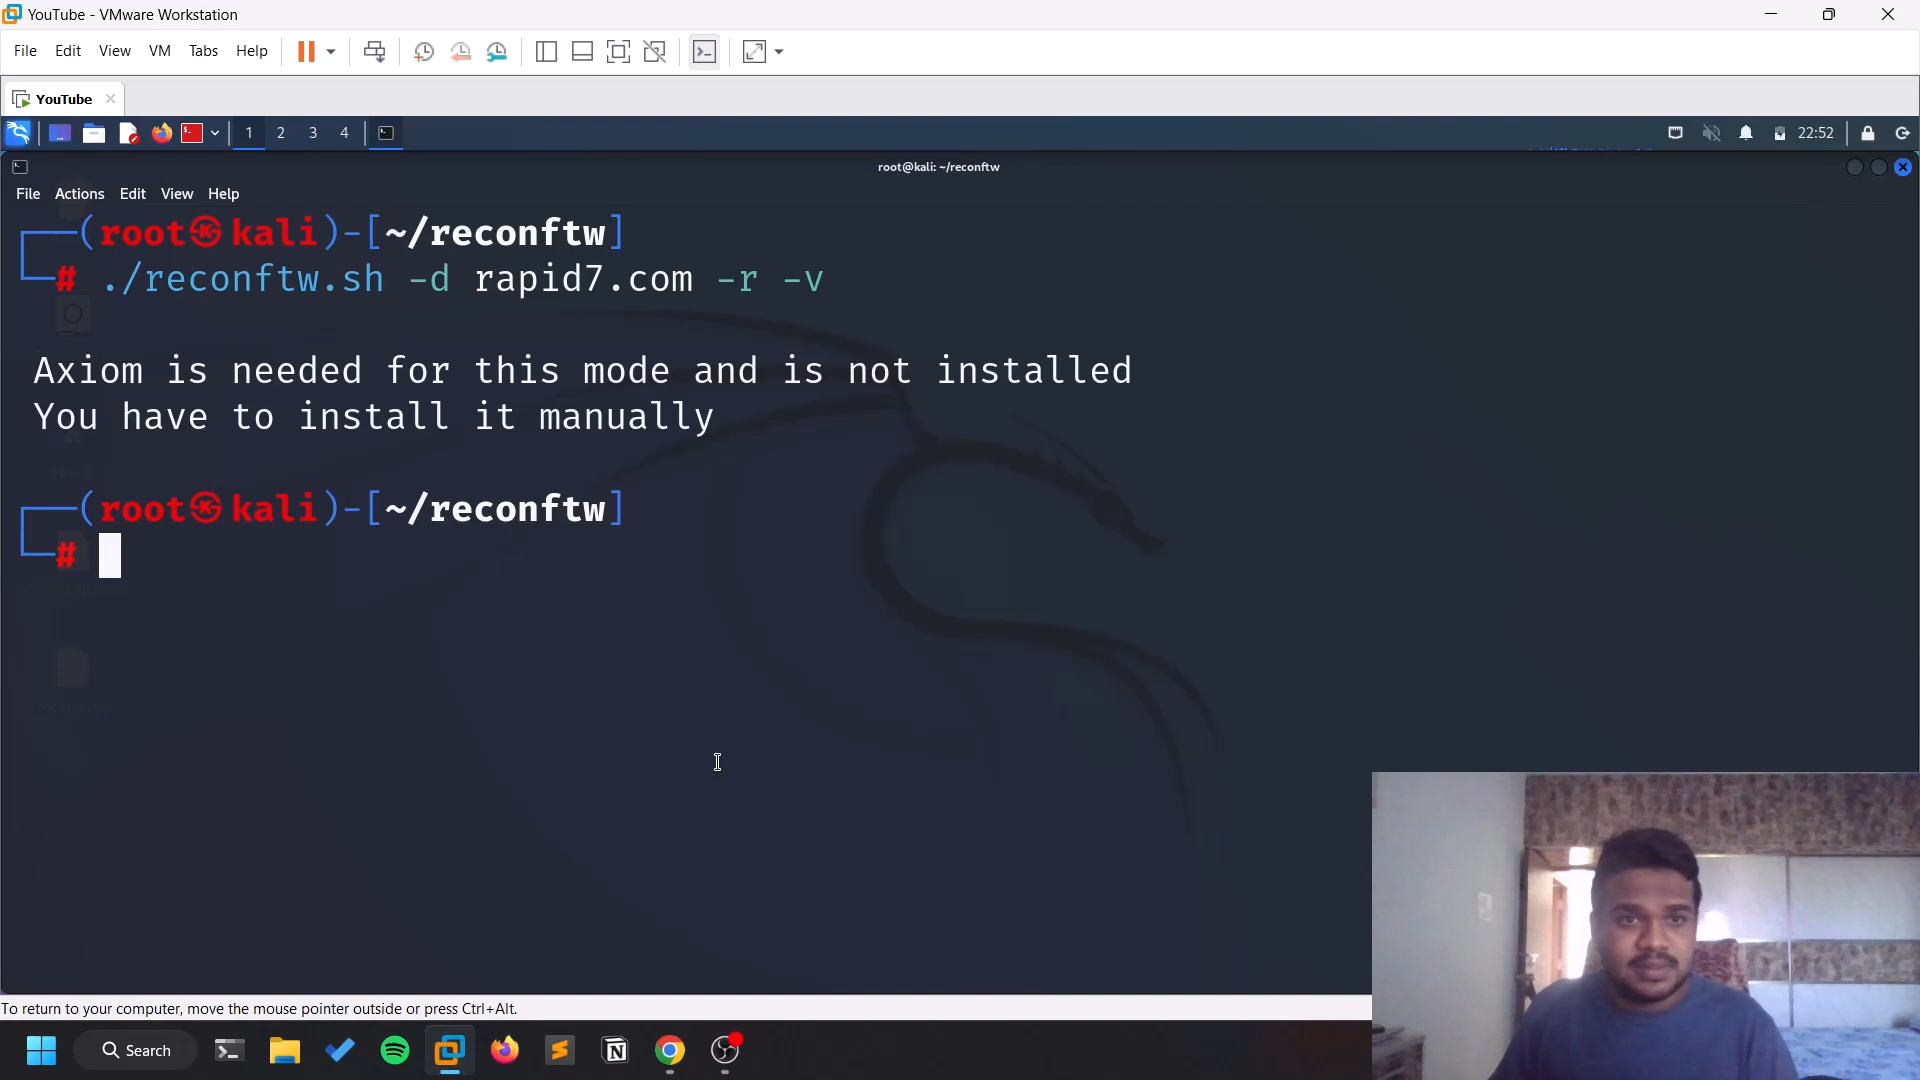 YouTube - VMware Workstation
File Edit View VM Tabs Help
YouTube
1 2 3 4 22:52
root@kali: ~/reconftw
File Actions Edit View Help
(root㉿kali)-[~/reconftw]
# ./reconftw.sh -d rapid7.com -r -v
Axiom is needed for this mode and is not installed
You have to install it manually
(root㉿kali)-[~/reconftw]
#
To return to your computer, move the mouse pointer outside or press Ctrl+Alt.
Search